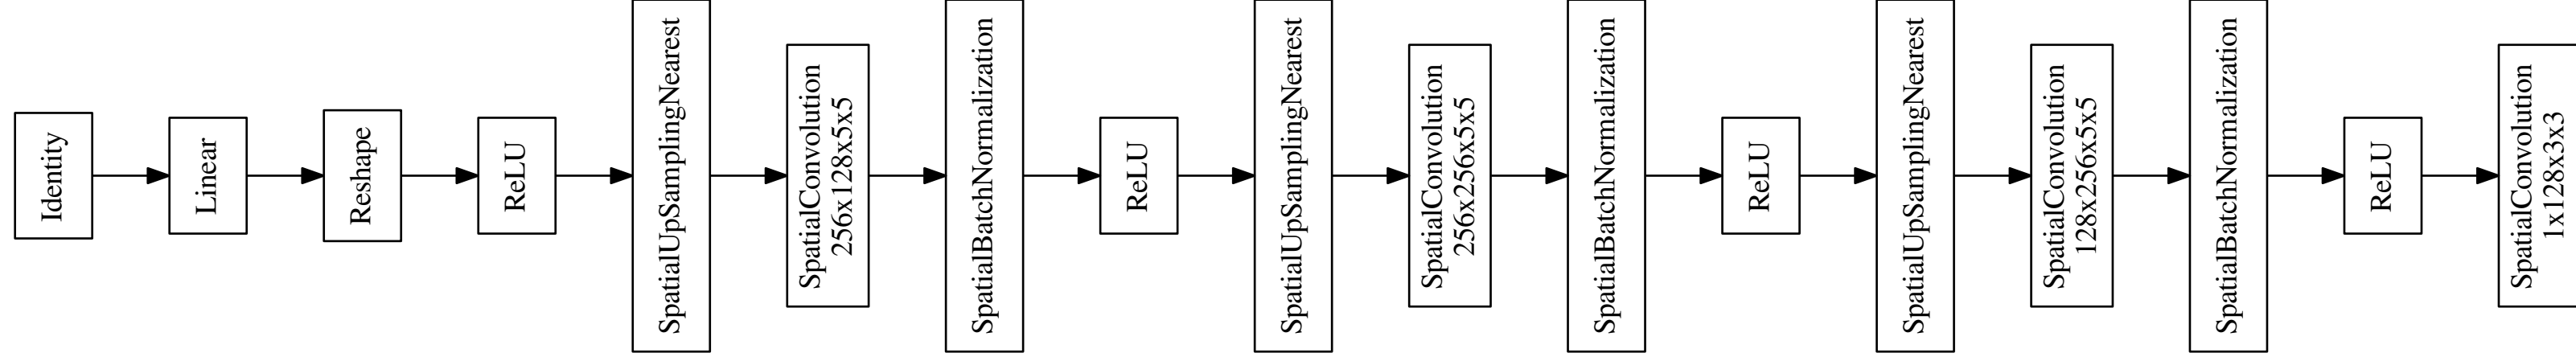 Identity
Linear
Reshape
ReLU
SpatialUpSamplingNearest
SpatialConvolution
256x128x5x5
SpatialBatchNormalization
ReLU
SpatialUpSamplingNearest
SpatialConvolution
256x256x5x5
SpatialBatchNormalization
ReLU
SpatialUpSamplingNearest
SpatialConvolution
128x256x5x5
SpatialBatchNormalization
ReLU
SpatialConvolution
1x128x3x3